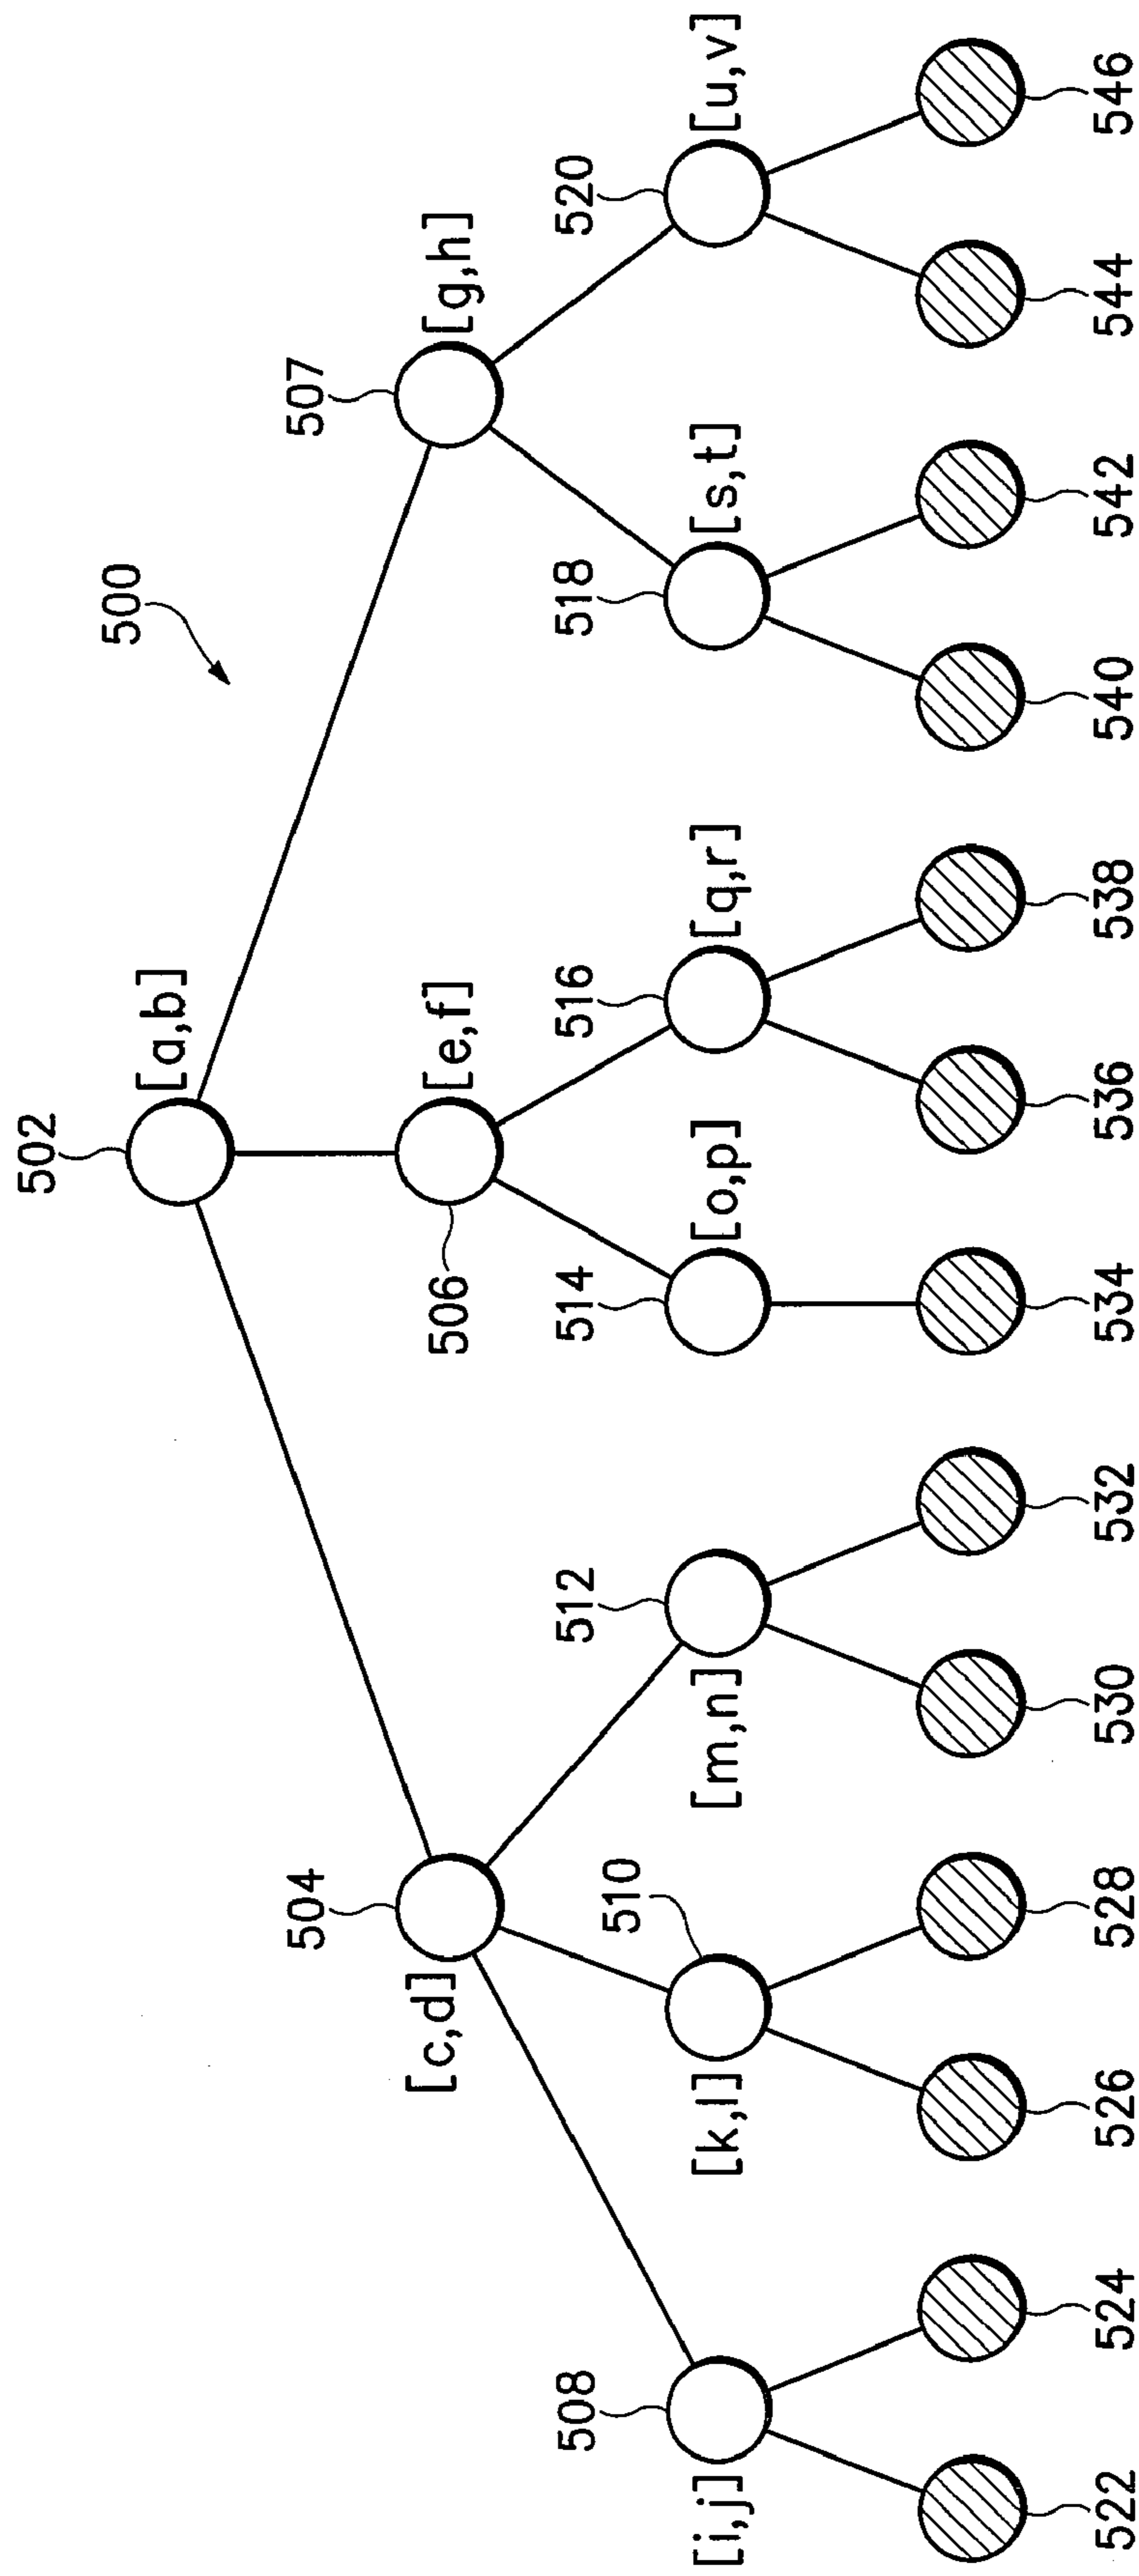 500
502
[a,b]
504
[c,d]
506
[e,f]
507
[g,h]
508
[i,j]
510
[k,l]
512
[m,n]
514
[o,p]
516
[q,r]
518
[s,t]
520
[u,v]
522
524
526
528
530
532
534
536
538
540
542
544
546